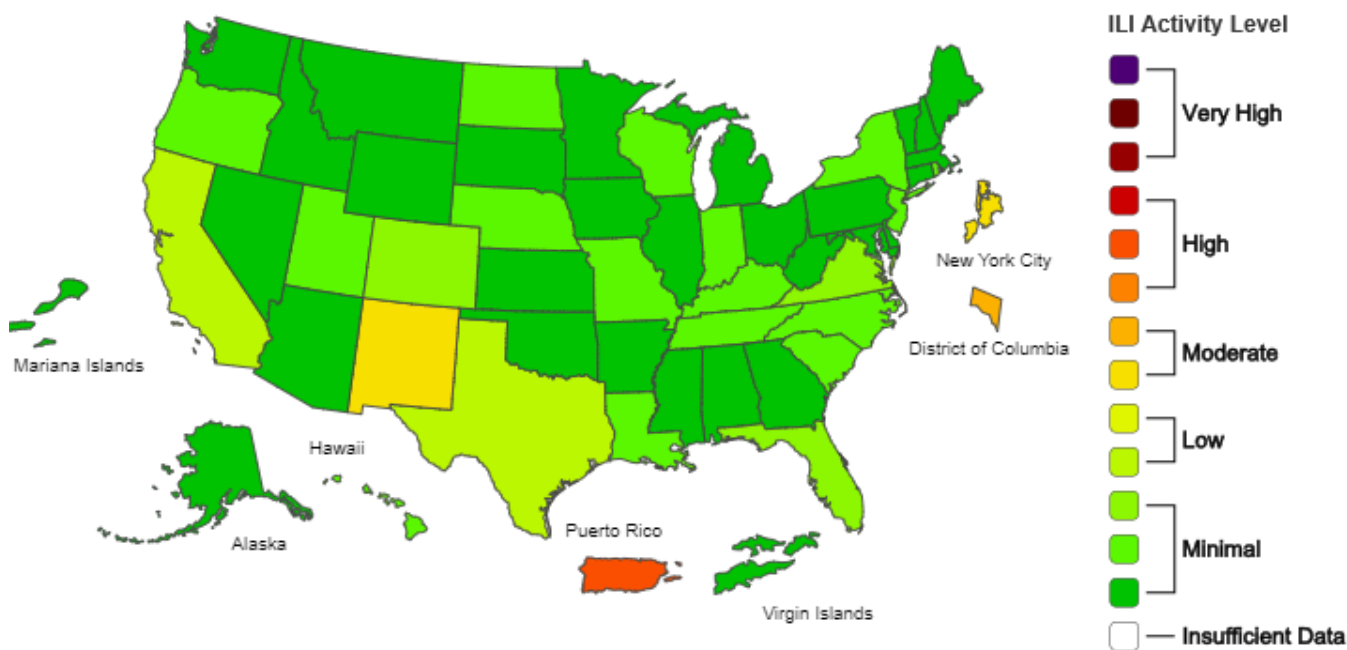 ILI Activity Level
Very High
High
New York City
Moderate
District of Columbia
Mariana Islands
Low
Hawaii
Puerto Rico
Alaska
Minimal
Virgin Islands
Insufficient Data